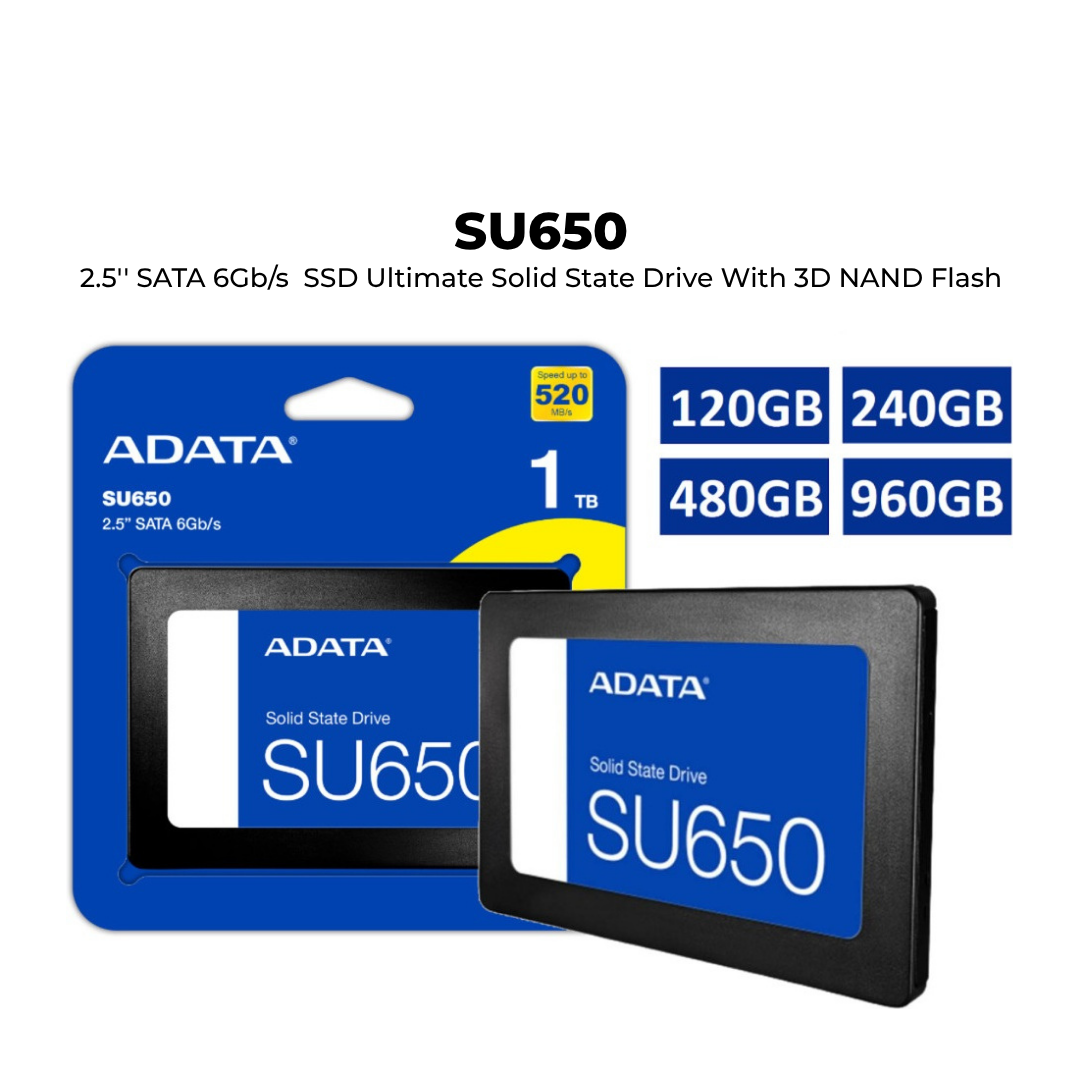 SU650
2.5'' SATA 6Gb/s  SSD Ultimate Solid State Drive With 3D NAND Flash
Speed up to
520
MB/s
ADATA®
1 TB
SU650
2.5” SATA 6Gb/s
120GB
240GB
480GB
960GB
ADATA®
Solid State Drive
SU650
ADATA®
Solid State Drive
SU650